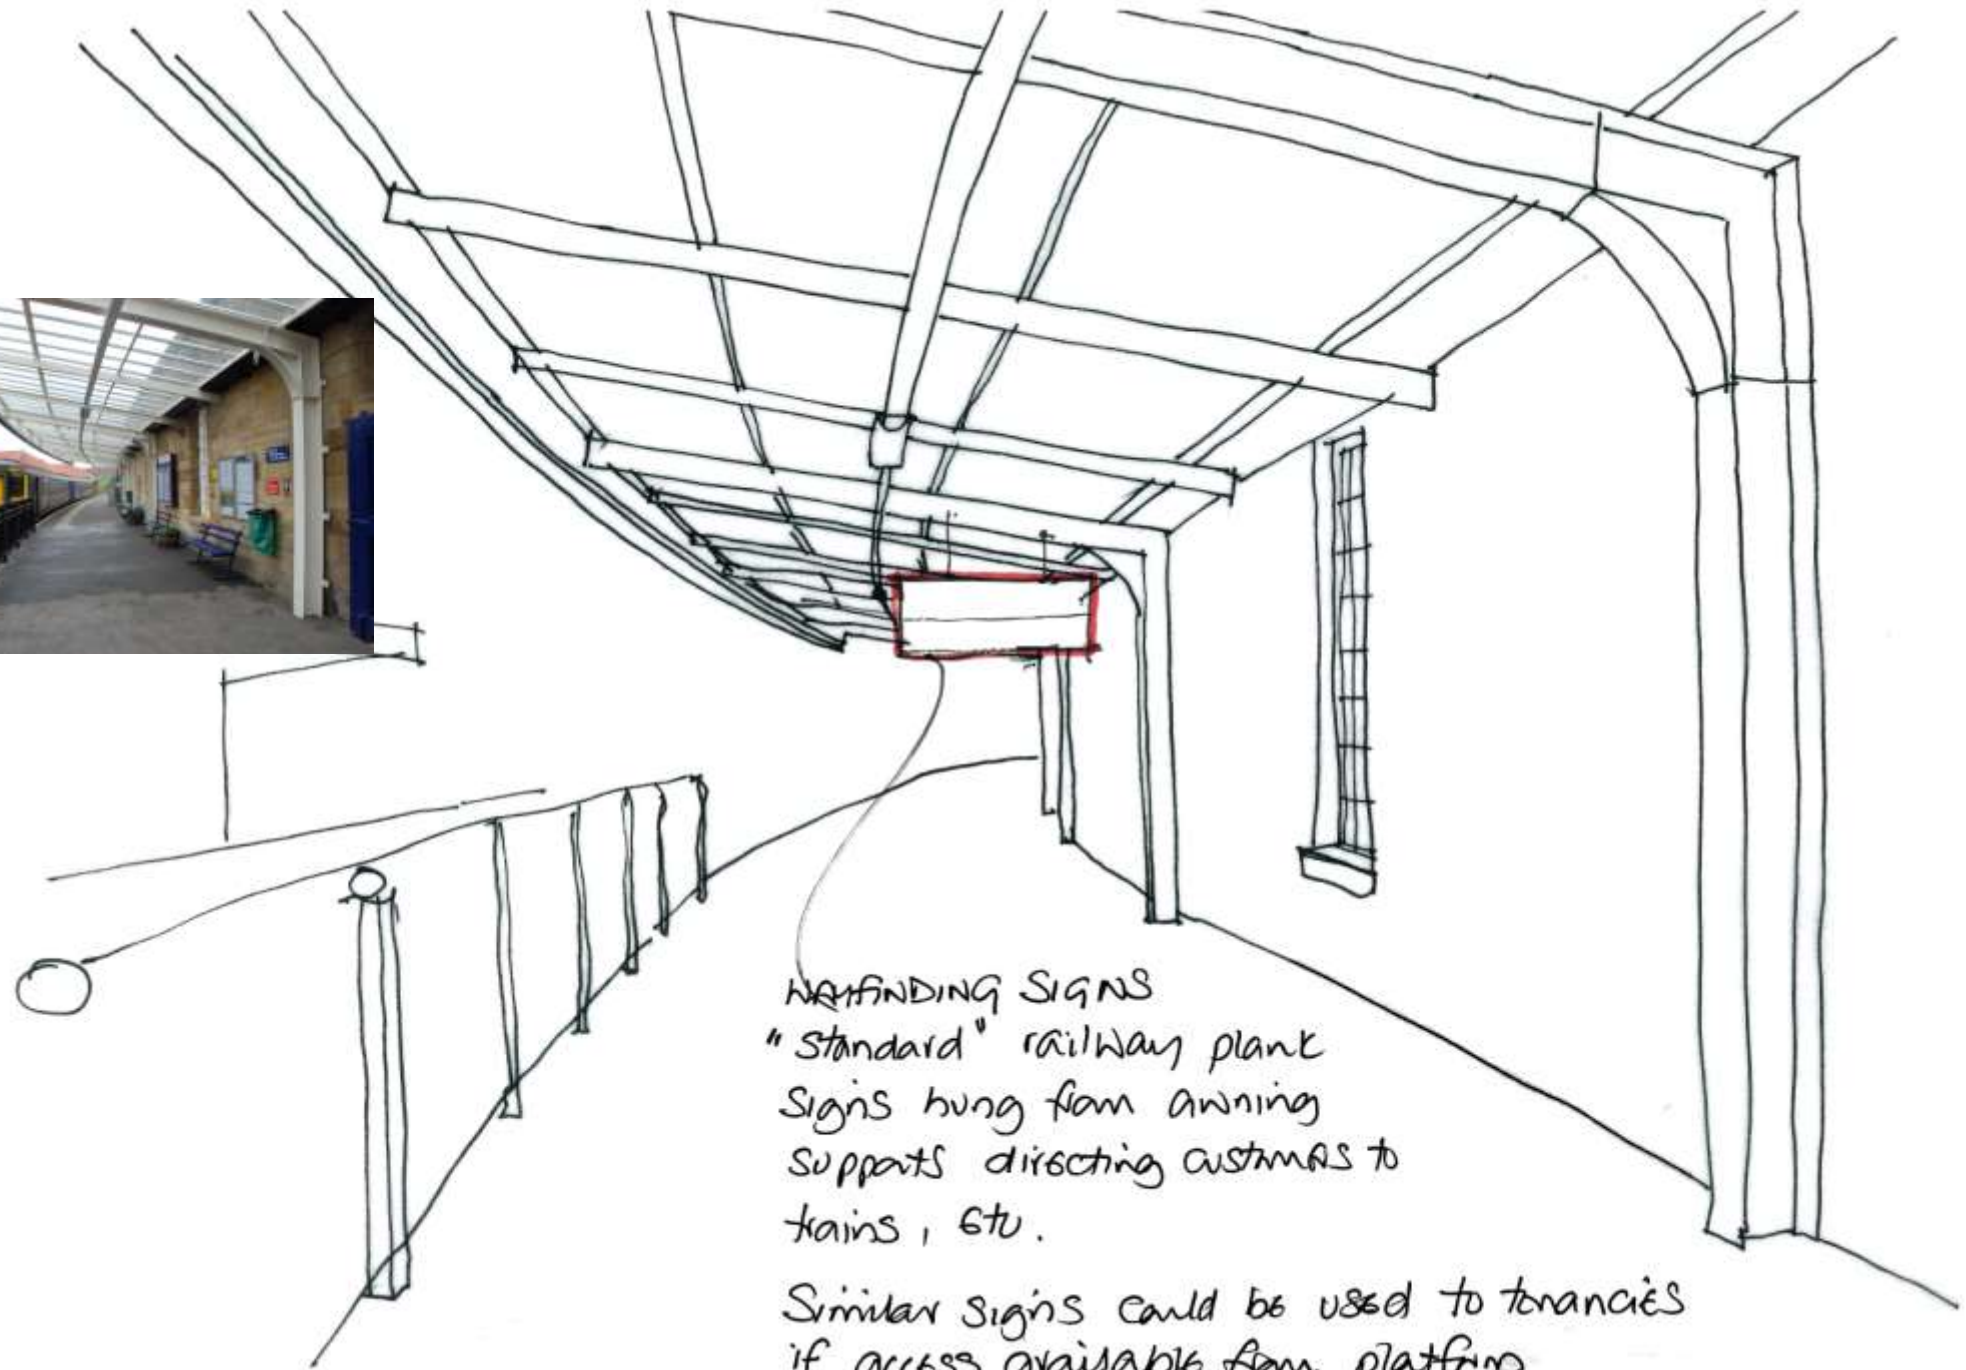 WAYFINDING SIGNS
"Standard" railway plank
signs hung from awning
supports directing customers to
trains, etc.
Similar signs could be used to tenancies
if access available from platform